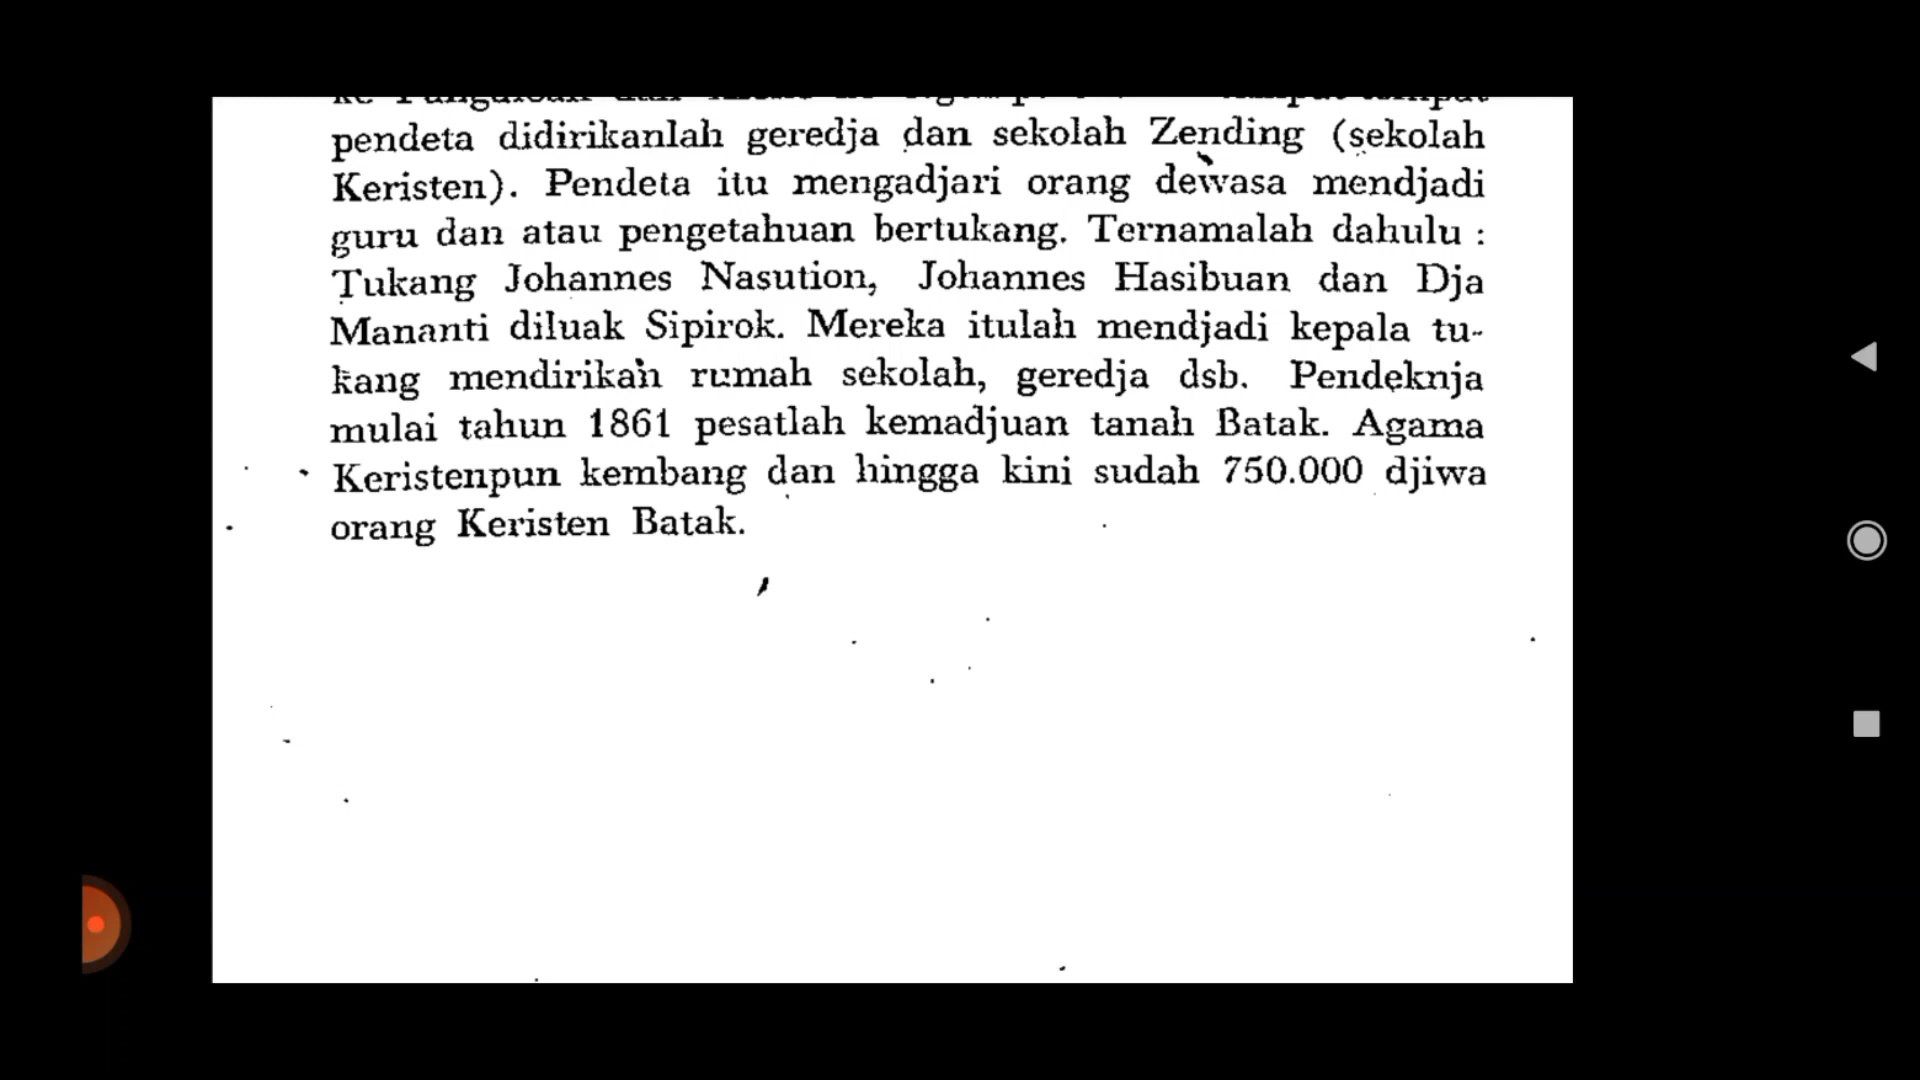 pendeta didirikanlah geredja dan sekolah Zending (sekolah
Keristen). Pendeta itu mengadjari orang dewasa mendjadi
guru dan atau pengetahuan bertukang. Ternamalah dahulu :
Tukang Johannes Nasution, Johannes Hasibuan dan Dja
Mananti diluak Sipirok. Mereka itulah mendjadi kepala tu-
kang mendirikan rumah sekolah, geredja dsb. Pendeknja
mulai tahun 1861 pesatlah kemadjuan tanah Batak. Agama
Keristenpun kembang dan hingga kini sudah 750.000 djiwa
orang Keristen Batak.